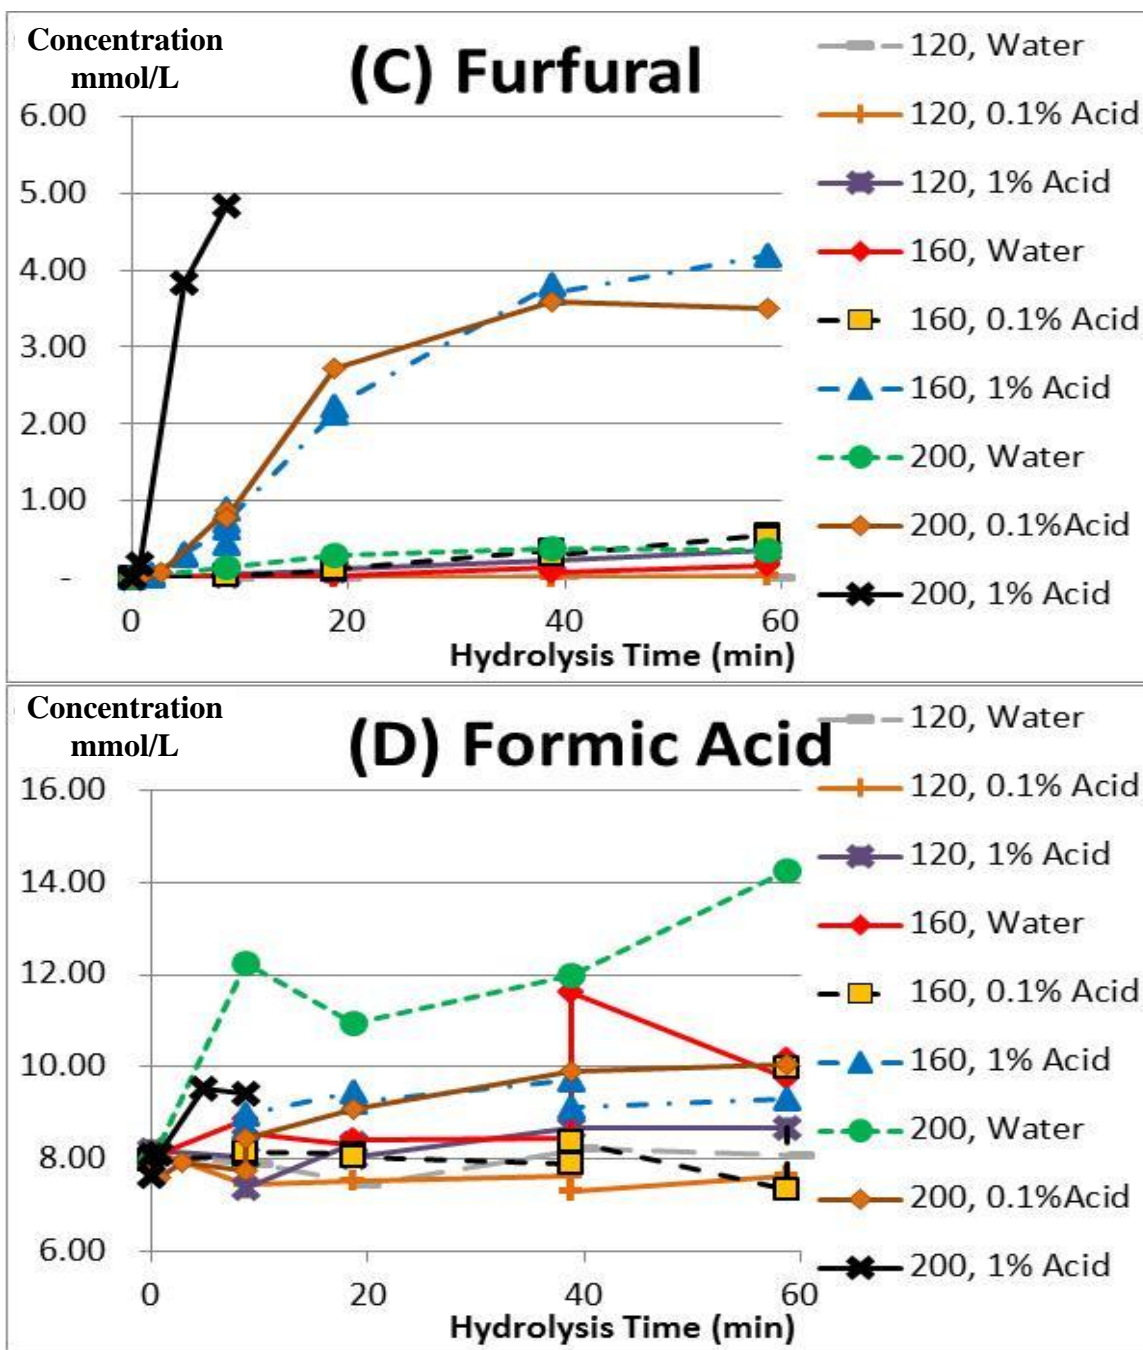 Concentration
mmol/L
(C) Furfural
6.00
5.00
4.00
3.00
2.00
1.00
-
0 20 40 60
Hydrolysis Time (min)
120, Water
120, 0.1% Acid
120, 1% Acid
160, Water
160, 0.1% Acid
160, 1% Acid
200, Water
200, 0.1%Acid
200, 1% Acid
Concentration
mmol/L
(D) Formic Acid
16.00
14.00
12.00
10.00
8.00
6.00
0 20 40 60
Hydrolysis Time (min)
120, Water
120, 0.1% Acid
120, 1% Acid
160, Water
160, 0.1% Acid
160, 1% Acid
200, Water
200, 0.1%Acid
200, 1% Acid